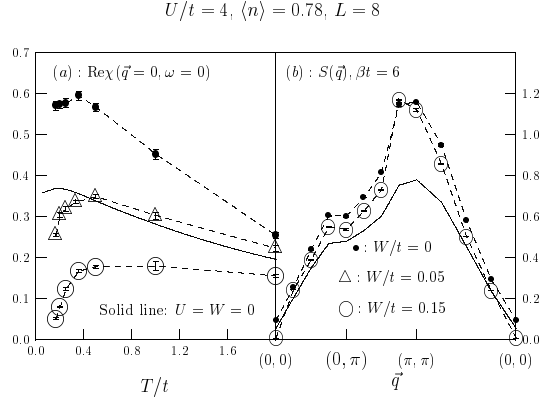 U/t = 4, ⟨n⟩ = 0.78, L = 8
(a) : Reχ(q⃗ = 0, ω = 0)
(b) : S(q⃗), βt = 6
0.7
0.6
0.5
0.4
0.3
0.2
0.1
0.0
1.2
1.0
0.8
0.6
0.4
0.2
0.0
: W/t = 0
: W/t = 0.05
: W/t = 0.15
Solid line: U = W = 0
0.0 0.4 0.8 1.2 1.6
(0, 0) (0, π) (π, π) (0, 0)
T/t
q⃗